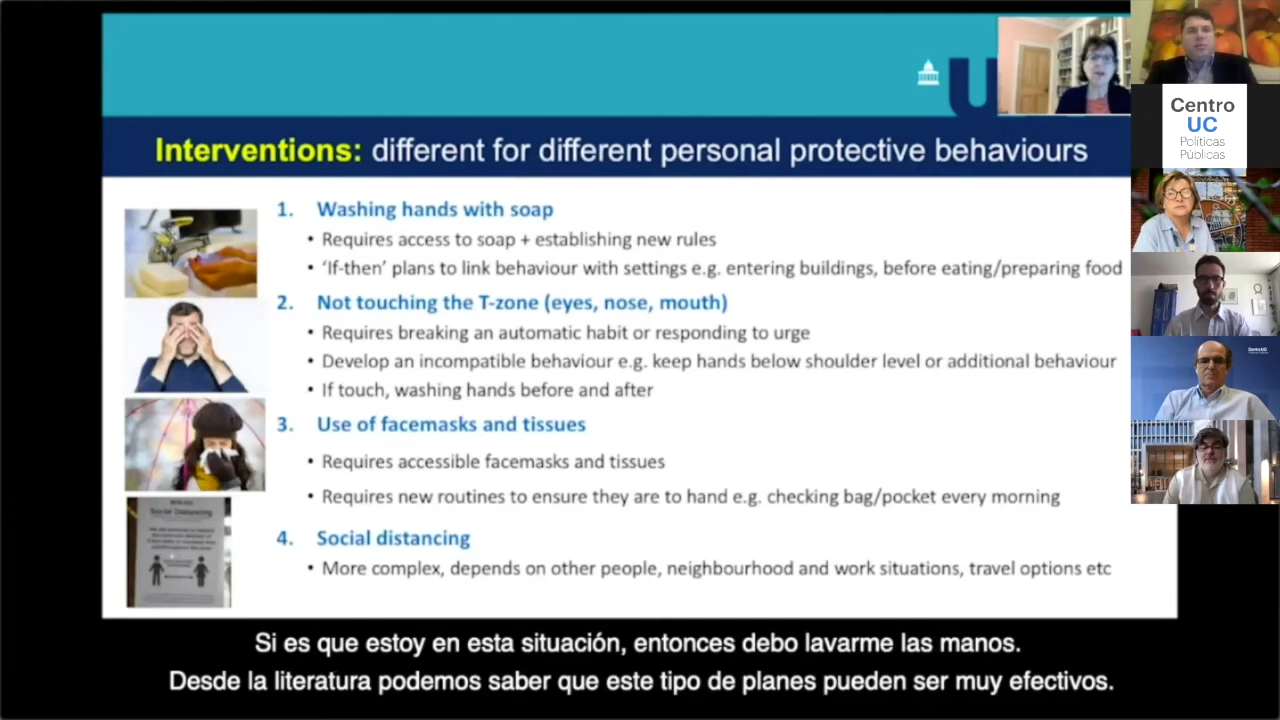 U
Interventions: different for different personal protective behaviours
1. Washing hands with soap
• Requires access to soap + establishing new rules
• ‘If-then’ plans to link behaviour with settings e.g. entering buildings, before eating/preparing food
2. Not touching the T-zone (eyes, nose, mouth)
• Requires breaking an automatic habit or responding to urge
• Develop an incompatible behaviour e.g. keep hands below shoulder level or additional behaviour
• If touch, washing hands before and after
3. Use of facemasks and tissues
• Requires accessible facemasks and tissues
• Requires new routines to ensure they are to hand e.g. checking bag/pocket every morning
4. Social distancing
• More complex, depends on other people, neighbourhood and work situations, travel options etc
Social Distancing
Centro
UC
Políticas
Públicas
Si es que estoy en esta situación, entonces debo lavarme las manos.
Desde la literatura podemos saber que este tipo de planes pueden ser muy efectivos.